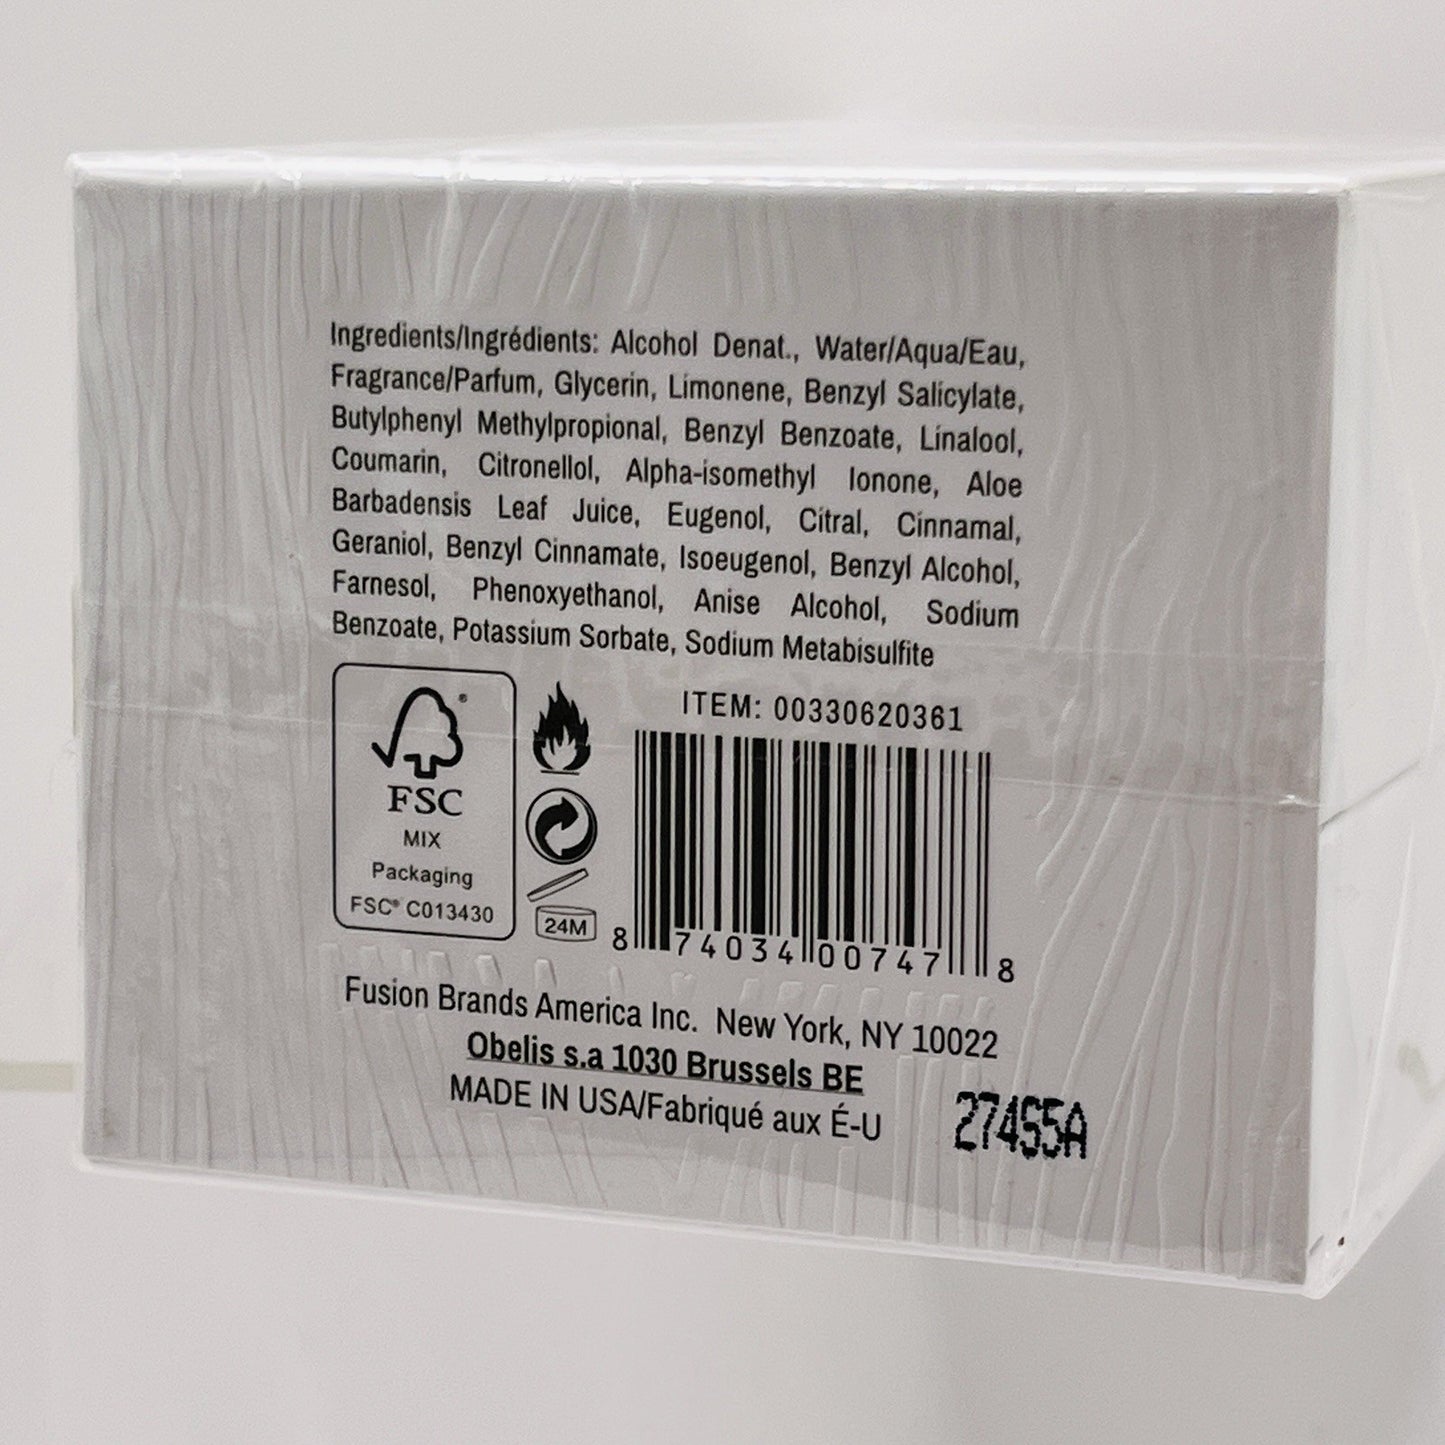 Ingredients/Ingrédients: Alcohol Denat., Water/Aqua/Eau,
Fragrance/Parfum, Glycerin, Limonene, Benzyl Salicylate,
Butylphenyl Methylpropional, Benzyl Benzoate, Linalool,
Coumarin, Citronellol, Alpha-isomethyl Ionone, Aloe
Barbadensis Leaf Juice, Eugenol, Citral, Cinnamal,
Geraniol, Benzyl Cinnamate, Isoeugenol, Benzyl Alcohol,
Farnesol, Phenoxyethanol, Anise Alcohol, Sodium
Benzoate, Potassium Sorbate, Sodium Metabisulfite
®
FSC
MIX
Packaging
FSC® C013430
24M
ITEM: 00330620361
8 74034 00747 8
Fusion Brands America Inc. New York, NY 10022
Obelis s.a 1030 Brussels BE
MADE IN USA/Fabriqué aux É-U
27455A